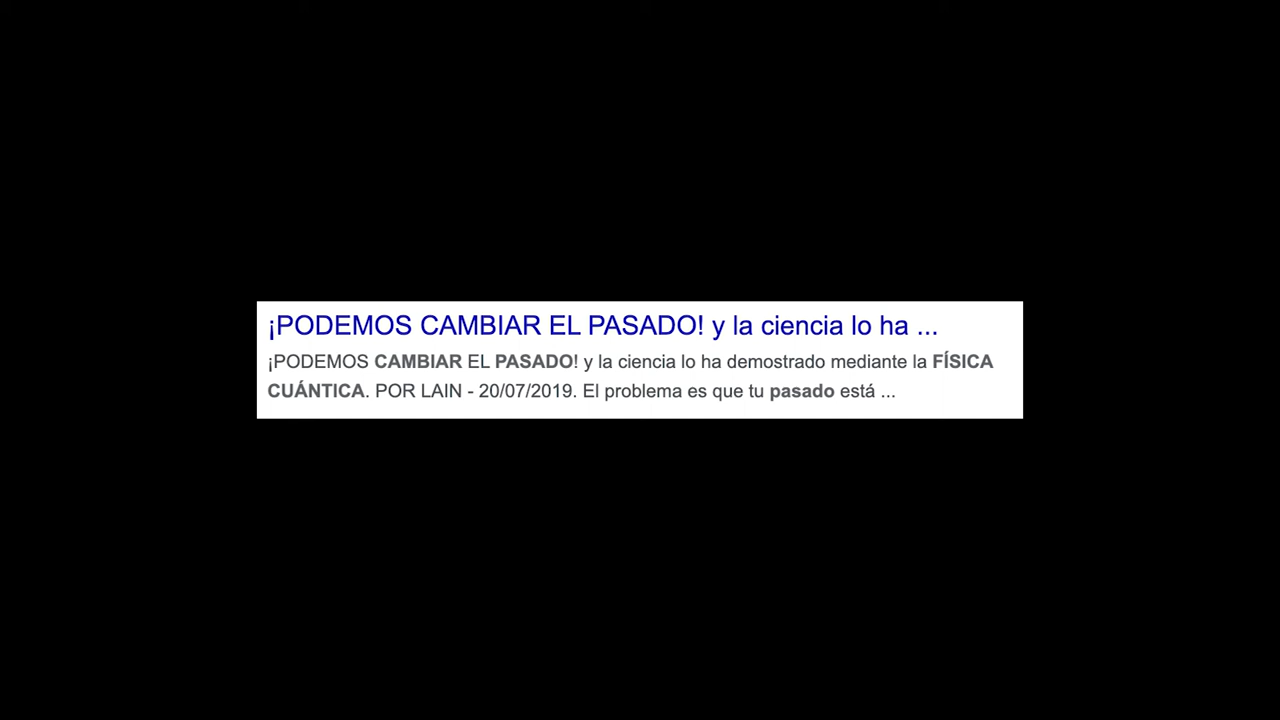 ¡PODEMOS CAMBIAR EL PASADO! y la ciencia lo ha ...
¡PODEMOS CAMBIAR EL PASADO! y la ciencia lo ha demostrado mediante la FÍSICA
CUÁNTICA. POR LAIN - 20/07/2019. El problema es que tu pasado está ...